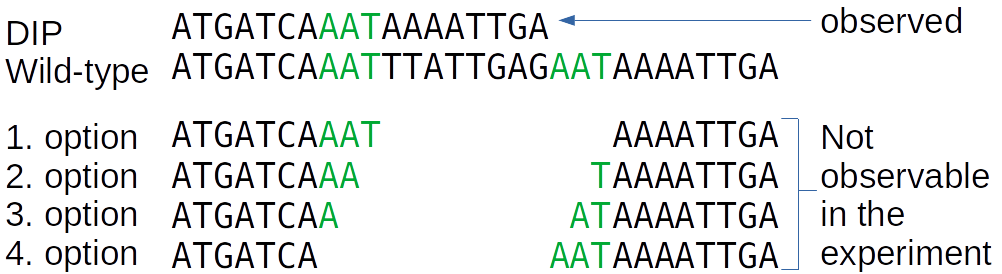 DIP ATGATCAAATAAAATTGA observed
Wild-type ATGATCAAATTTATTGAGAATAAAATTGA
1. option ATGATCAAAT AAAATTGA Not
2. option ATGATCAAA TAAAATTGA observable
3. option ATGATCAA ATAAAATTGA in the
4. option ATGATCA AATAAAATTGA experiment